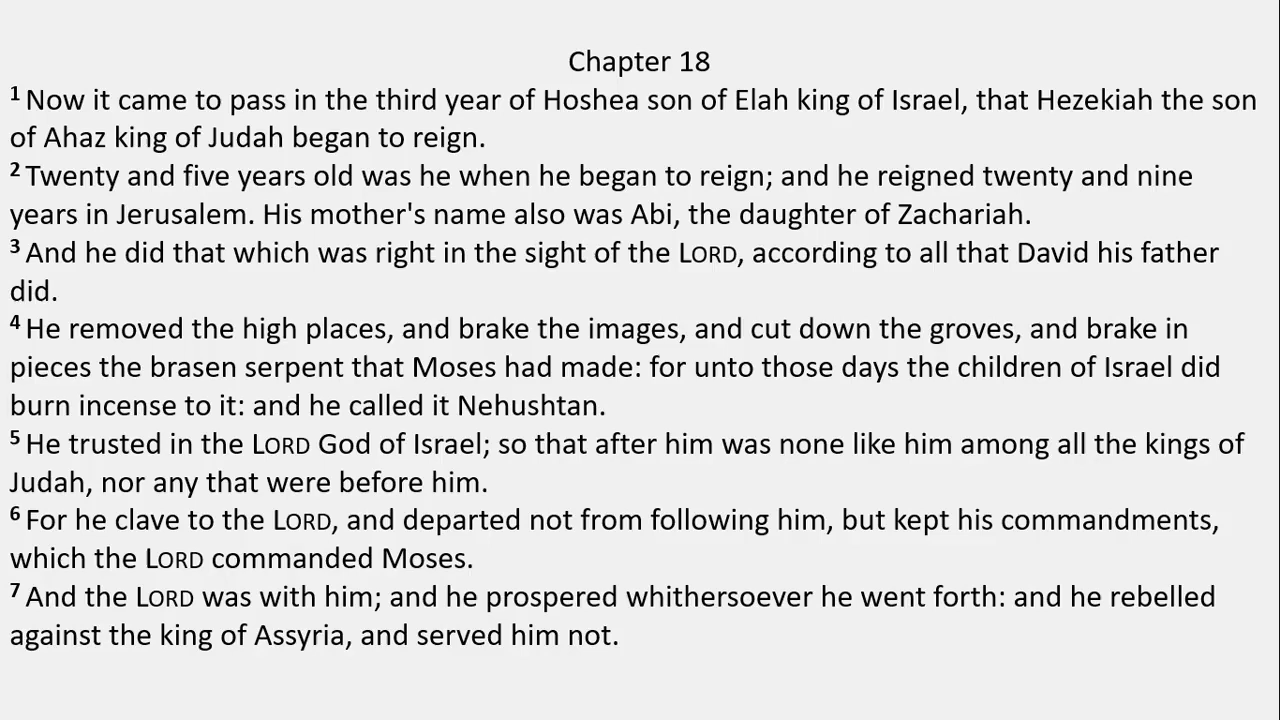 Chapter 18
1 Now it came to pass in the third year of Hoshea son of Elah king of Israel, that Hezekiah the son
of Ahaz king of Judah began to reign.
2 Twenty and five years old was he when he began to reign; and he reigned twenty and nine
years in Jerusalem. His mother's name also was Abi, the daughter of Zachariah.
3 And he did that which was right in the sight of the LORD, according to all that David his father
did.
4 He removed the high places, and brake the images, and cut down the groves, and brake in
pieces the brasen serpent that Moses had made: for unto those days the children of Israel did
burn incense to it: and he called it Nehushtan.
5 He trusted in the LORD God of Israel; so that after him was none like him among all the kings of
Judah, nor any that were before him.
6 For he clave to the LORD, and departed not from following him, but kept his commandments,
which the LORD commanded Moses.
7 And the LORD was with him; and he prospered whithersoever he went forth: and he rebelled
against the king of Assyria, and served him not.